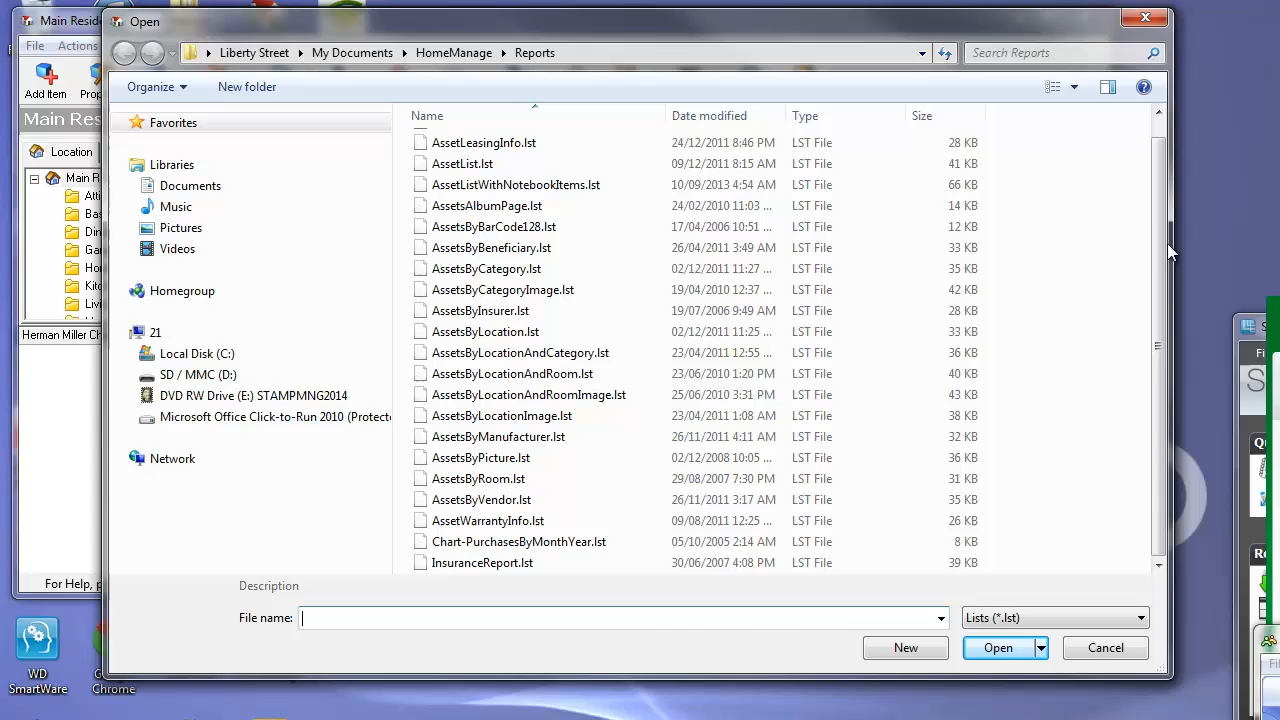 Main Reside
File Actions
Add Item Prop
Main Resi
Location
Main R
Atti
Bas
Din
Gar
Hor
Kitc
Livi
Herman Miller Ch
For Help, p
WD
SmartWare
Chrome
Open
Liberty Street My Documents HomeManage Reports
Search Reports
Organize New folder
Favorites
Libraries
Documents
Music
Pictures
Videos
Homegroup
21
Local Disk (C:)
SD / MMC (D:)
DVD RW Drive (E:) STAMPMNG2014
Microsoft Office Click-to-Run 2010 (Protecte
Network
Name Date modified Type Size
AssetLeasingInfo.lst 24/12/2011 8:46 PM LST File 28 KB
AssetList.lst 09/12/2011 8:15 AM LST File 41 KB
AssetListWithNotebookItems.lst 10/09/2013 4:54 AM LST File 66 KB
AssetsAlbumPage.lst 24/02/2010 11:03 ... LST File 14 KB
AssetsByBarCode128.lst 17/04/2006 10:51 ... LST File 12 KB
AssetsByBeneficiary.lst 26/04/2011 3:49 AM LST File 33 KB
AssetsByCategory.lst 02/12/2011 11:27 ... LST File 35 KB
AssetsByCategoryImage.lst 19/04/2010 12:37 ... LST File 42 KB
AssetsByInsurer.lst 19/07/2006 9:49 AM LST File 28 KB
AssetsByLocation.lst 02/12/2011 11:25 ... LST File 33 KB
AssetsByLocationAndCategory.lst 23/04/2011 12:55 ... LST File 36 KB
AssetsByLocationAndRoom.lst 23/06/2010 1:20 PM LST File 40 KB
AssetsByLocationAndRoomImage.lst 25/06/2010 3:31 PM LST File 43 KB
AssetsByLocationImage.lst 23/04/2011 1:08 AM LST File 38 KB
AssetsByManufacturer.lst 26/11/2011 4:11 AM LST File 32 KB
AssetsByPicture.lst 02/12/2008 10:05 ... LST File 36 KB
AssetsByRoom.lst 29/08/2007 7:30 PM LST File 31 KB
AssetsByVendor.lst 26/11/2011 3:17 AM LST File 35 KB
AssetWarrantyInfo.lst 09/08/2011 12:25 ... LST File 26 KB
Chart-PurchasesByMonthYear.lst 05/10/2005 2:14 AM LST File 8 KB
InsuranceReport.lst 30/06/2007 4:08 PM LST File 39 KB
Description
File name: Lists (*.lst)
New Open Cancel